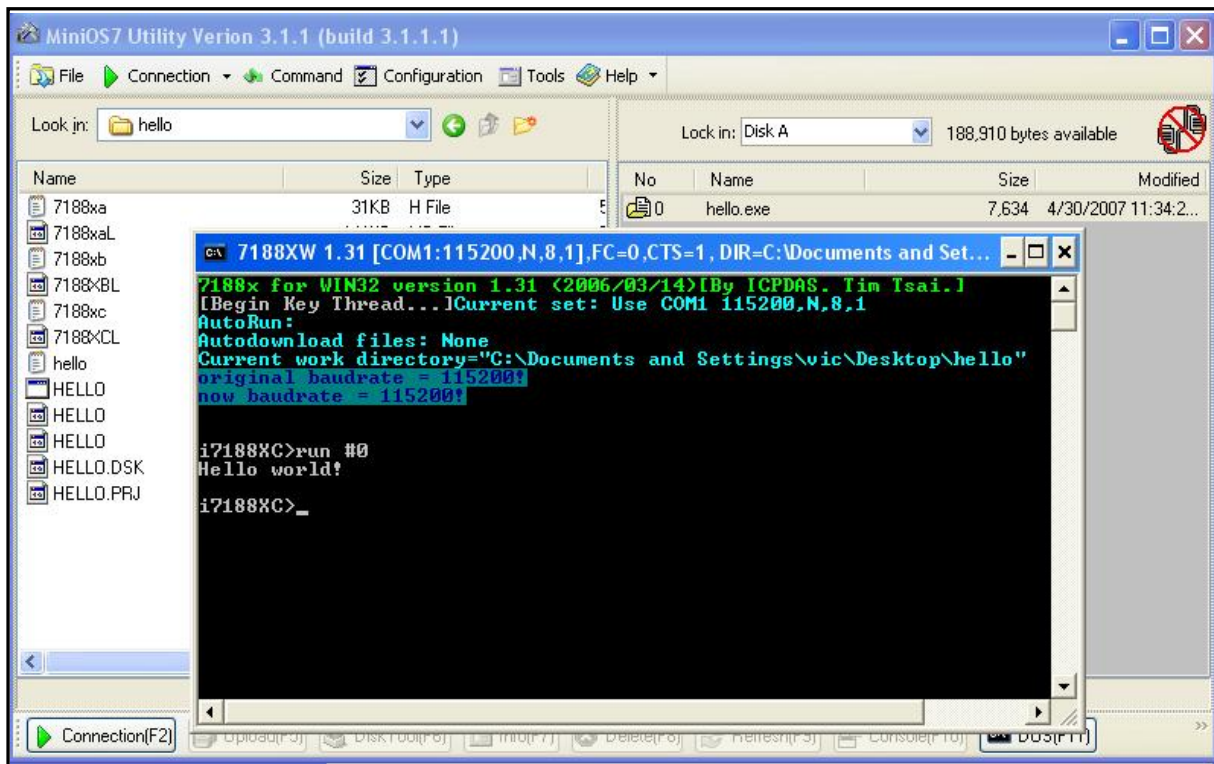 MiniOS7 Utility Verion 3.1.1 (build 3.1.1.1)
File Connection Command Configuration Tools Help
Look in: hello
Lock in: Disk A 188,910 bytes available
Name Size Type
No Name Size Modified
7188xa 31KB H File
0 hello.exe 7,634 4/30/2007 11:34:2...
7188xaL
7188xb
7188XBL
7188xc
7188XCL
hello
HELLO
HELLO
HELLO
HELLO.DSK
HELLO.PRJ
7188XW 1.31 [COM1:115200,N,8,1],FC=0,CTS=1, DIR=C:\Documents and Set...
7188x for WIN32 version 1.31 (2006/03/14)[By ICPDAS. Tim Tsai.]
[Begin Key Thread...]Current set: Use COM1 115200,N,8,1
AutoRun:
Autodownload files: None
Current work directory="C:\Documents and Settings\vic\Desktop\hello"
original baudrate = 115200!
now baudrate = 115200!
i7188XC>run #0
Hello world!
i7188XC>_
Connection(F2) Upload(F5) DiskTool(F6) Info(F7) Delete(F8) Refresh(F9) Console(F10) DOS(F11)